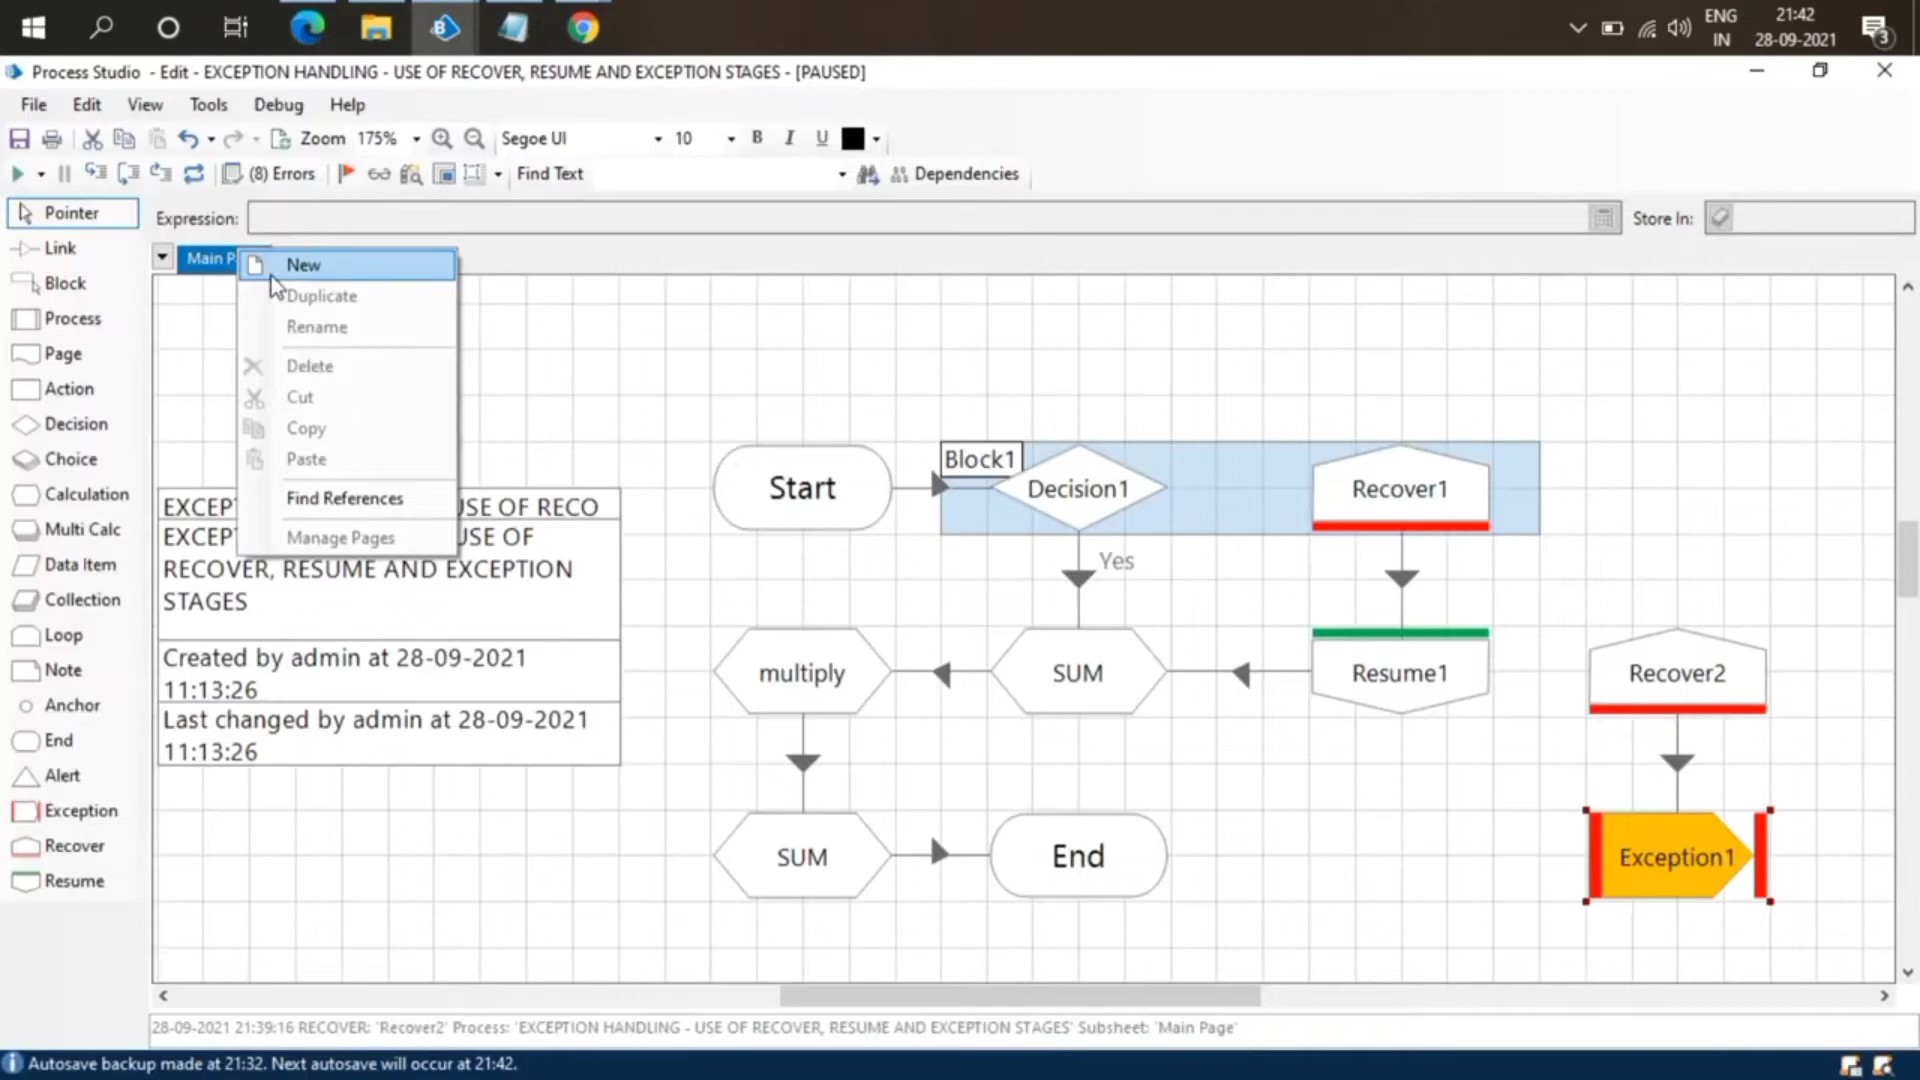 ENG
IN
21:42
28-09-2021
3
Process Studio - Edit - EXCEPTION HANDLING - USE OF RECOVER, RESUME AND EXCEPTION STAGES - [PAUSED]
File Edit View Tools Debug Help
Zoom 175% Segoe UI 10 B I U
(8) Errors Find Text Dependencies
Pointer
Link
Block
Process
Page
Action
Decision
Choice
Calculation
Multi Calc
Data Item
Collection
Loop
Note
Anchor
End
Alert
Exception
Recover
Resume
Expression:
Store In:
Main P
New
Duplicate
Rename
Delete
Cut
Copy
Paste
Find References
Manage Pages
EXCEPT USE OF RECO
EXCEPT USE OF
RECOVER, RESUME AND EXCEPTION
STAGES
Created by admin at 28-09-2021
11:13:26
Last changed by admin at 28-09-2021
11:13:26
Start
Block1
Decision1
Recover1
Yes
multiply
SUM
Resume1
Recover2
SUM
End
Exception1
28-09-2021 21:39:16 RECOVER: 'Recover2' Process: 'EXCEPTION HANDLING - USE OF RECOVER, RESUME AND EXCEPTION STAGES' Subsheet: 'Main Page'
Autosave backup made at 21:32. Next autosave will occur at 21:42.